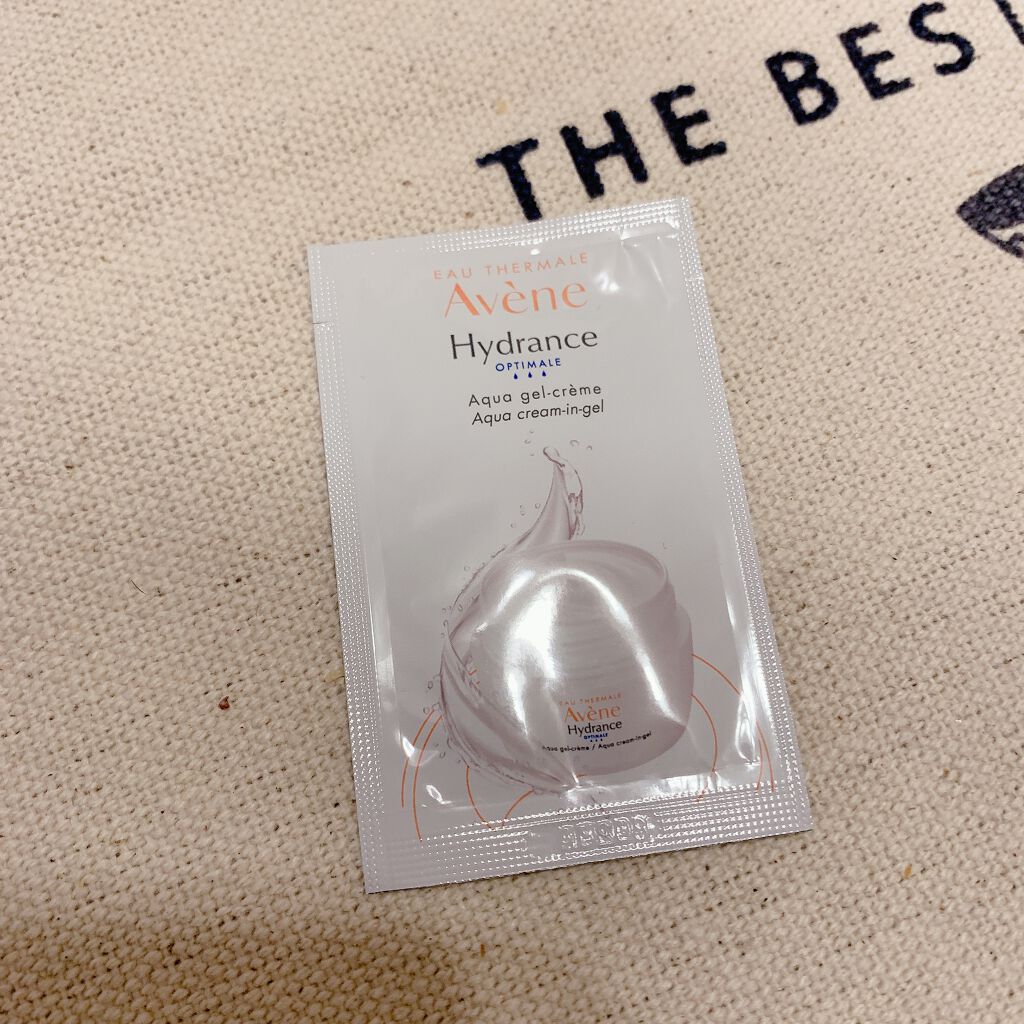 THE BEST
EAU THERMALE
Avène
Hydrance
OPTIMALE
Aqua gel-crème
Aqua cream-in-gel
EAU THERMALE
Avène
Hydrance
OPTIMALE
Aqua gel-crème / Aqua cream-in-gel